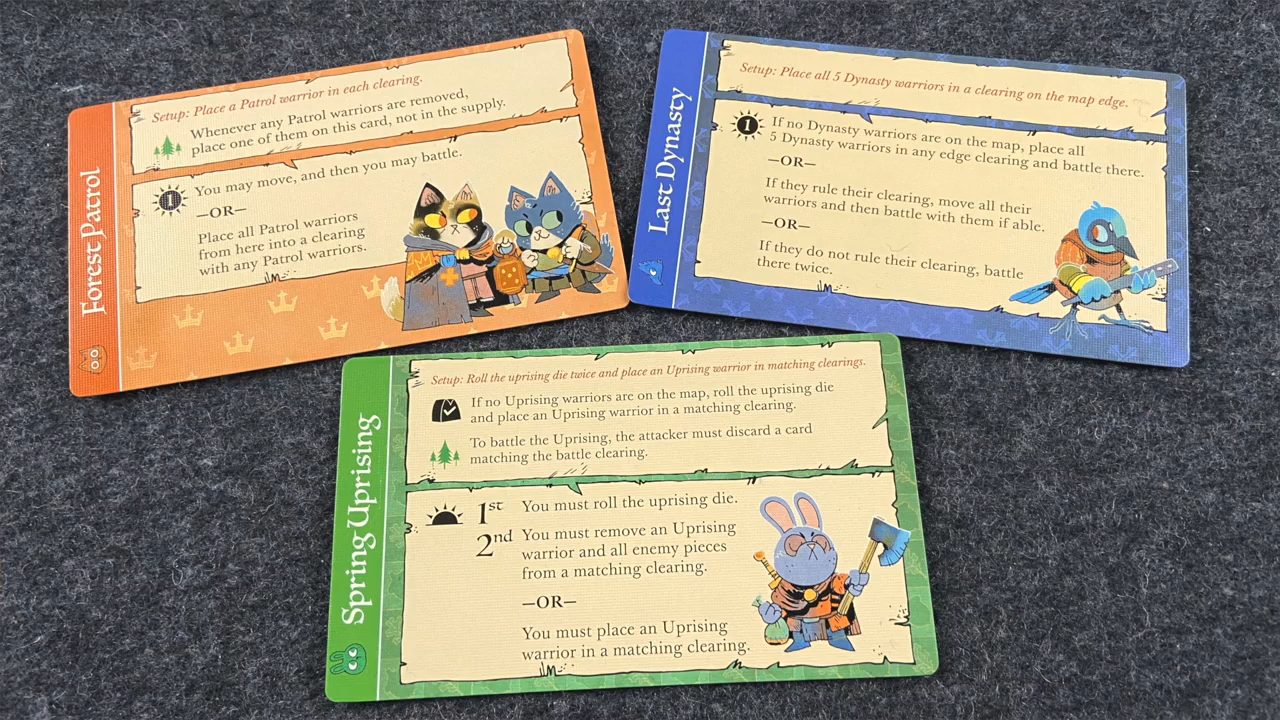 Forest Patrol
Setup: Place a Patrol warrior in each clearing.
Whenever any Patrol warriors are removed,
place one of them on this card, not in the supply.
1
You may move, and then you may battle.
—OR—
Place all Patrol warriors
from here into a clearing
with any Patrol warriors.
Last Dynasty
Setup: Place all 5 Dynasty warriors in a clearing on the map edge.
1
If no Dynasty warriors are on the map, place all
5 Dynasty warriors in any edge clearing and battle there.
—OR—
If they rule their clearing, move all their
warriors and then battle with them if able.
—OR—
If they do not rule their clearing, battle
there twice.
Spring Uprising
Setup: Roll the uprising die twice and place an Uprising warrior in matching clearings.
If no Uprising warriors are on the map, roll the uprising die
and place an Uprising warrior in a matching clearing.
To battle the Uprising, the attacker must discard a card
matching the battle clearing.
1st You must roll the uprising die.
2nd You must remove an Uprising
warrior and all enemy pieces
from a matching clearing.
—OR—
You must place an Uprising
warrior in a matching clearing.